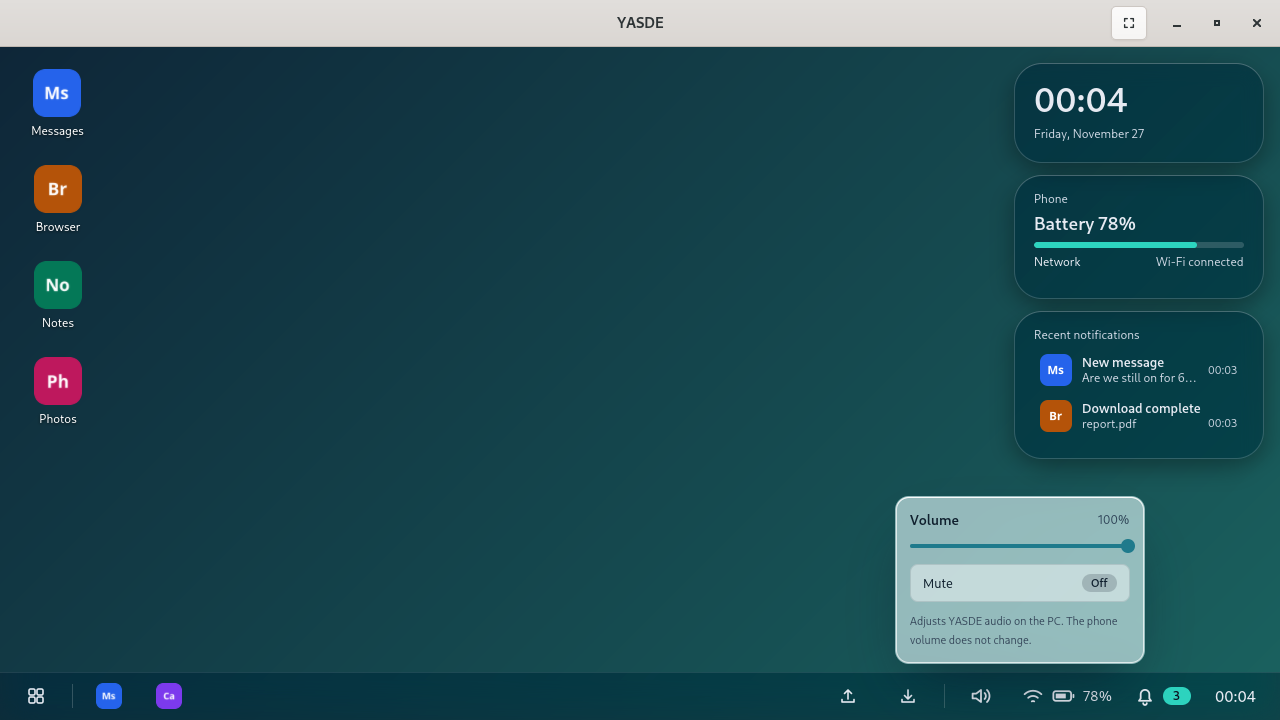 YASDE
Ms
Messages
Br
Browser
No
Notes
Ph
Photos
00:04
Friday, November 27
Phone
Battery 78%
Network Wi-Fi connected
Recent notifications
Ms New message
Are we still on for 6… 00:03
Br Download complete
report.pdf 00:03
Volume 100%
Mute Off
Adjusts YASDE audio on the PC. The phone
volume does not change.
Ms Ca 78% 3 00:04